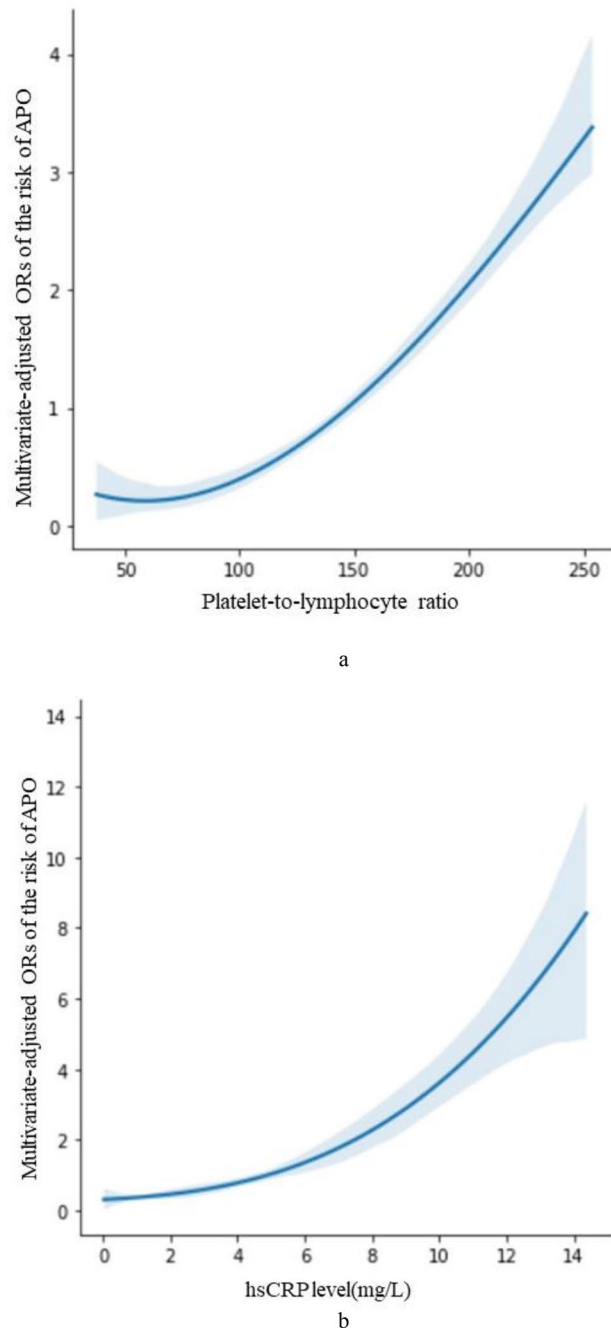 4
3
2
1
0
Multivariate-adjusted ORs of the risk of APO
50 100 150 200 250
Platelet-to-lymphocyte ratio
a
14
12
10
8
6
4
2
0
Multivariate-adjusted ORs of the risk of APO
0 2 4 6 8 10 12 14
hsCRP level(mg/L)
b